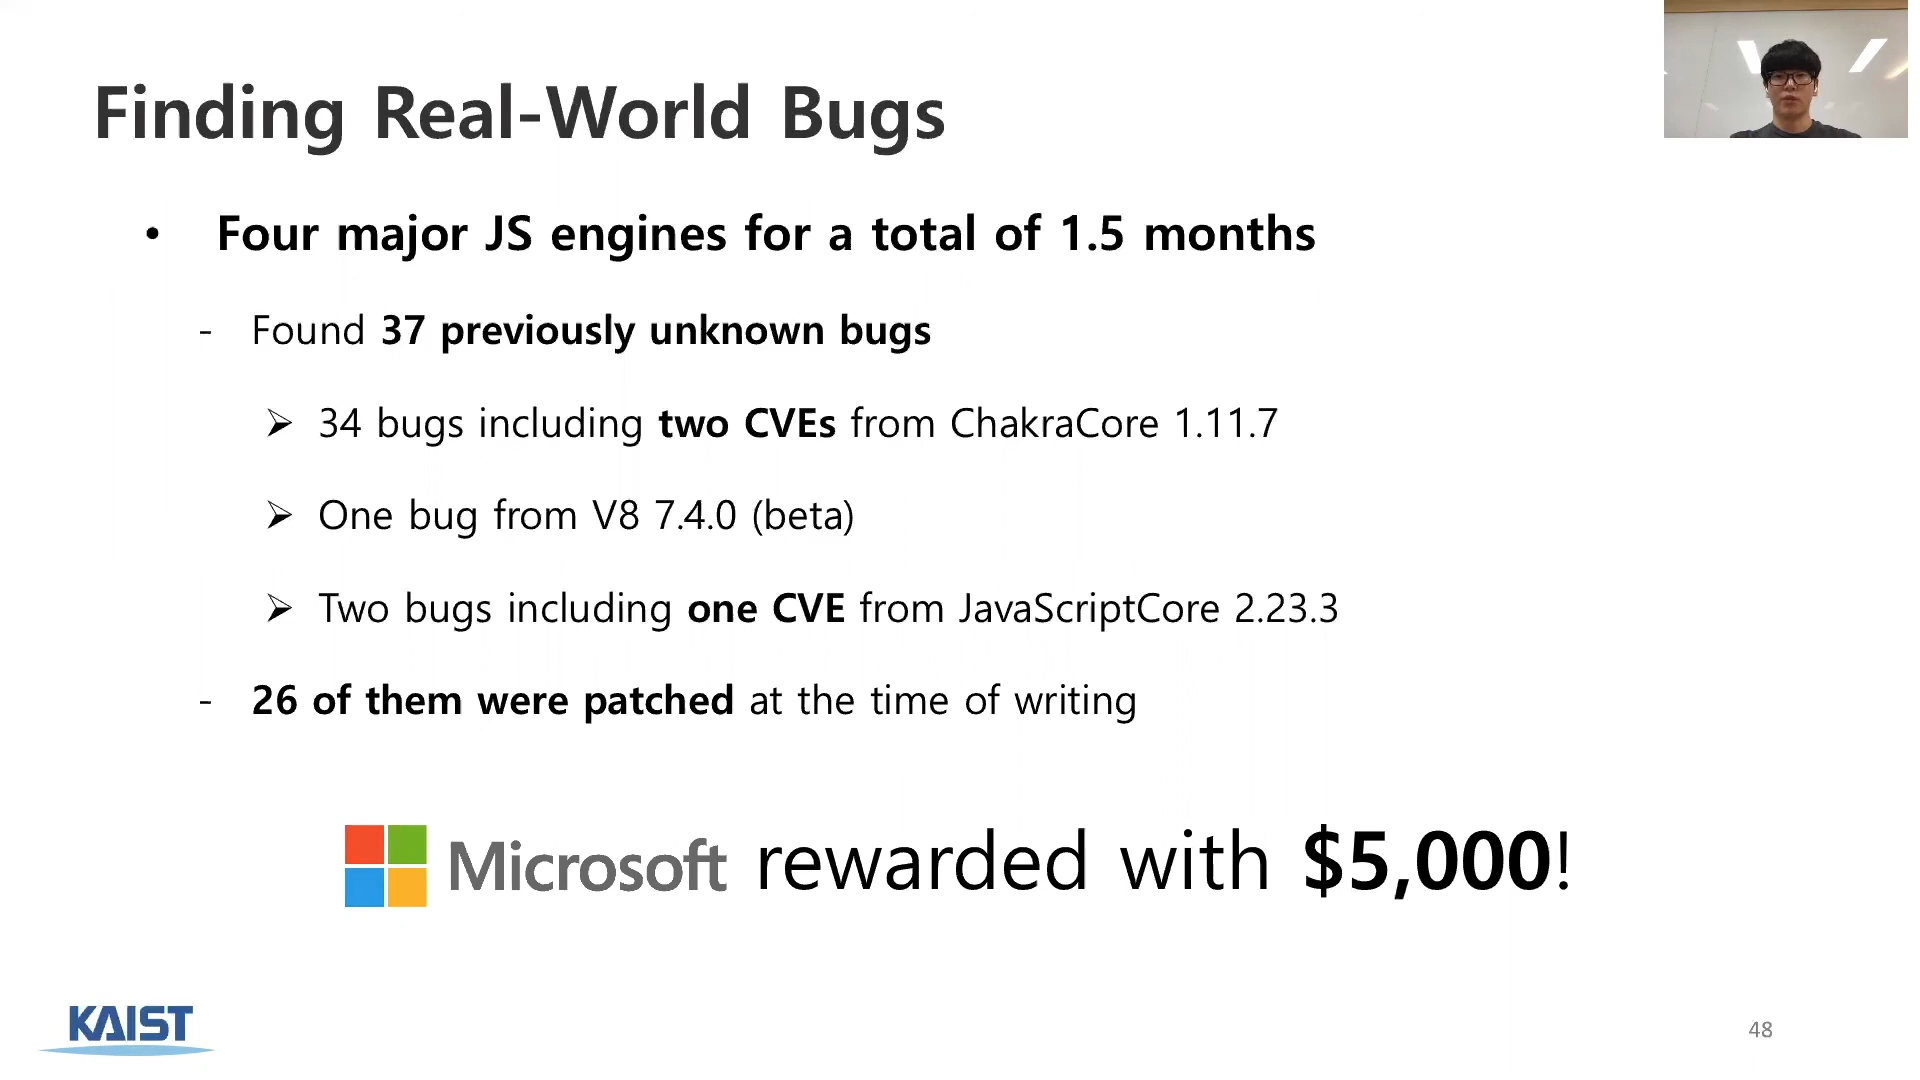 Finding Real-World Bugs
• Four major JS engines for a total of 1.5 months
- Found 37 previously unknown bugs
➢ 34 bugs including two CVEs from ChakraCore 1.11.7
➢ One bug from V8 7.4.0 (beta)
➢ Two bugs including one CVE from JavaScriptCore 2.23.3
- 26 of them were patched at the time of writing
Microsoft rewarded with $5,000!
KAIST
48